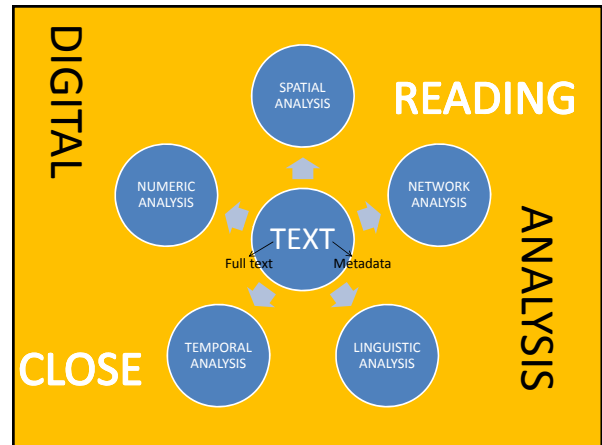 DIGITAL
SPATIAL
ANALYSIS
READING
NUMERIC
ANALYSIS
NETWORK
ANALYSIS
TEXT
Full text
Metadata
ANALYSIS
TEMPORAL
ANALYSIS
LINGUISTIC
ANALYSIS
CLOSE